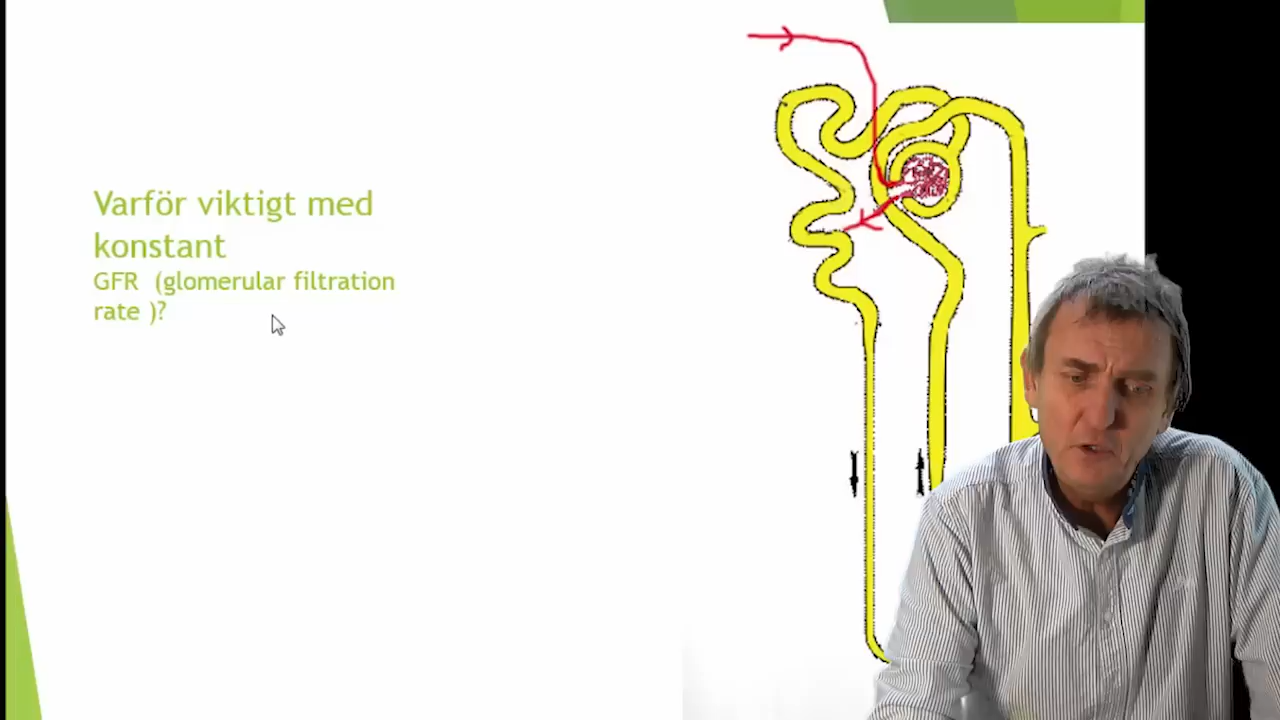 Varför viktigt med
konstant
GFR (glomerular filtration
rate )?